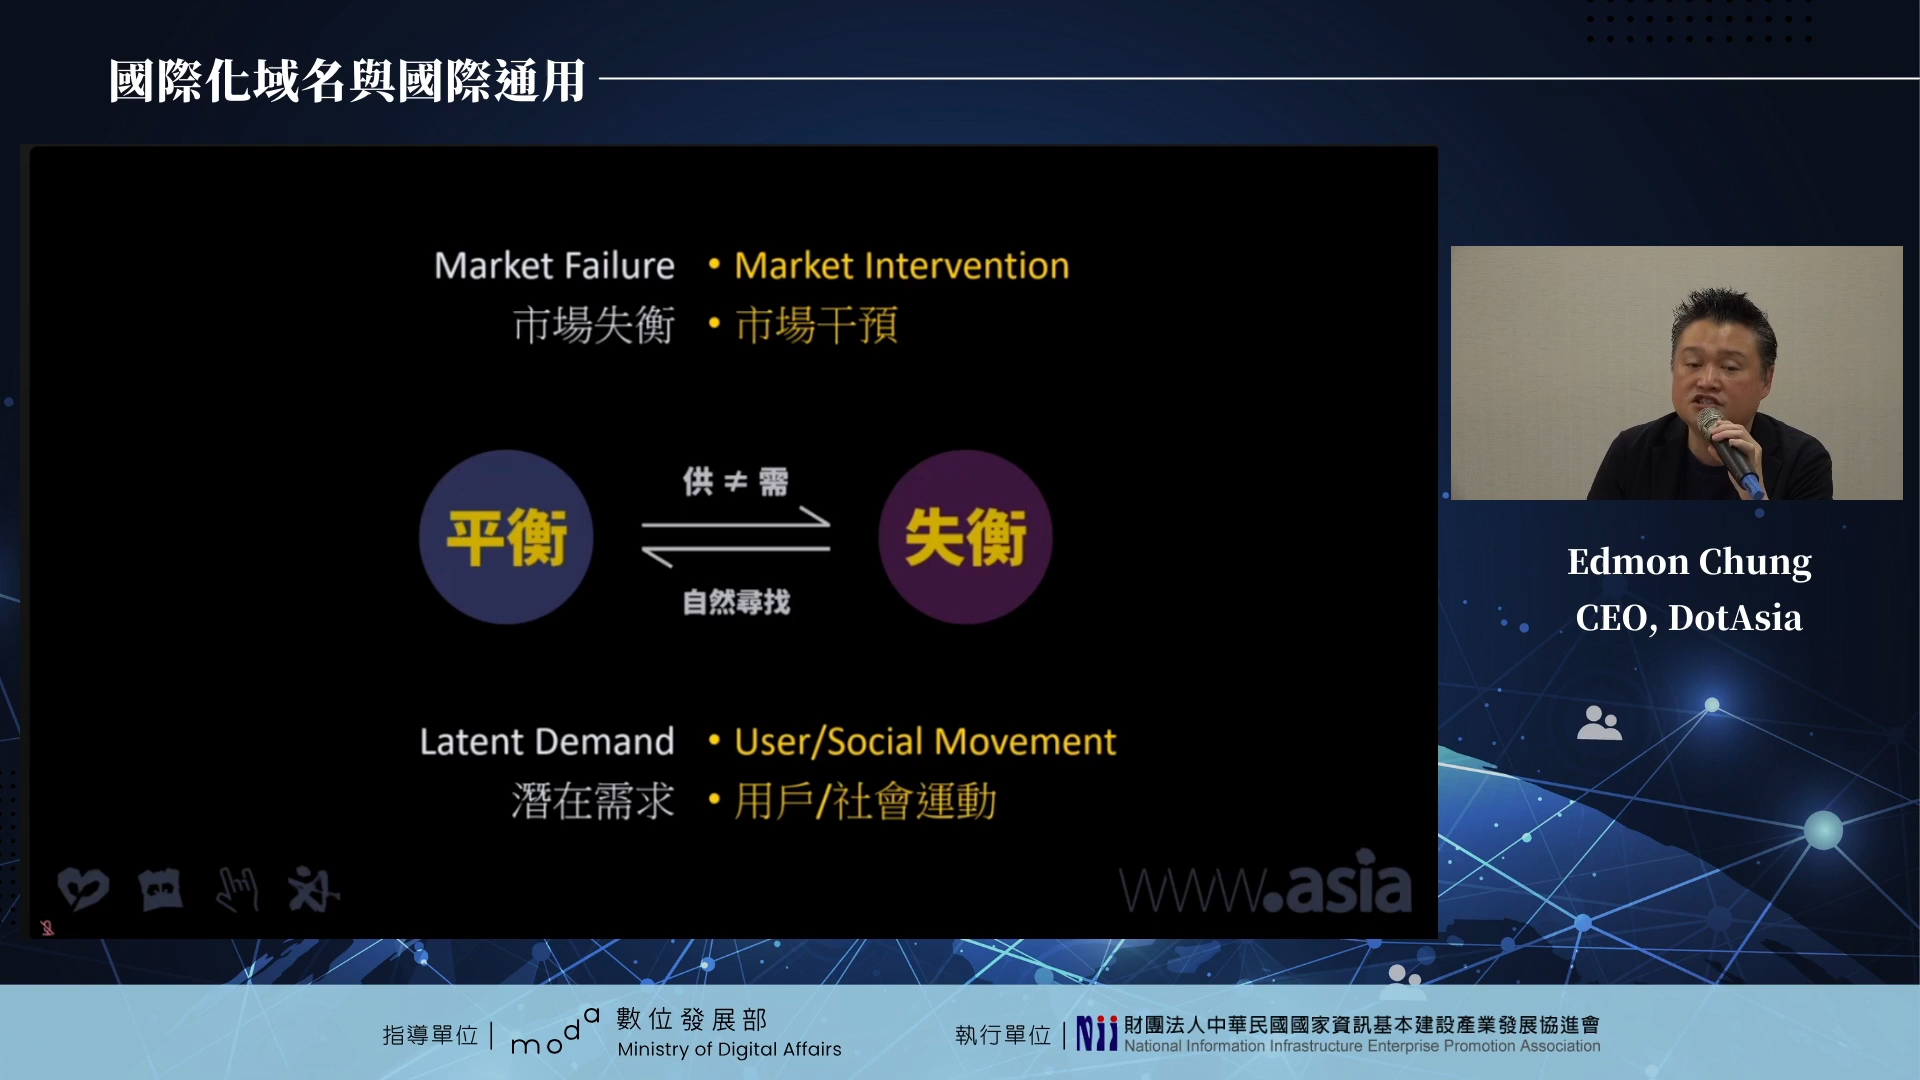 國際化域名與國際通用
Market Failure • Market Intervention
市場失衡 • 市場干預
供 ≠ 需
平衡
失衡
自然尋找
Latent Demand • User/Social Movement
潛在需求 • 用戶/社會運動
www.asia
Edmon Chung
CEO, DotAsia
指導單位
moda
數位發展部
Ministry of Digital Affairs
執行單位
NII
財團法人中華民國國家資訊基本建設產業發展協進會
National Information Infrastructure Enterprise Promotion Association